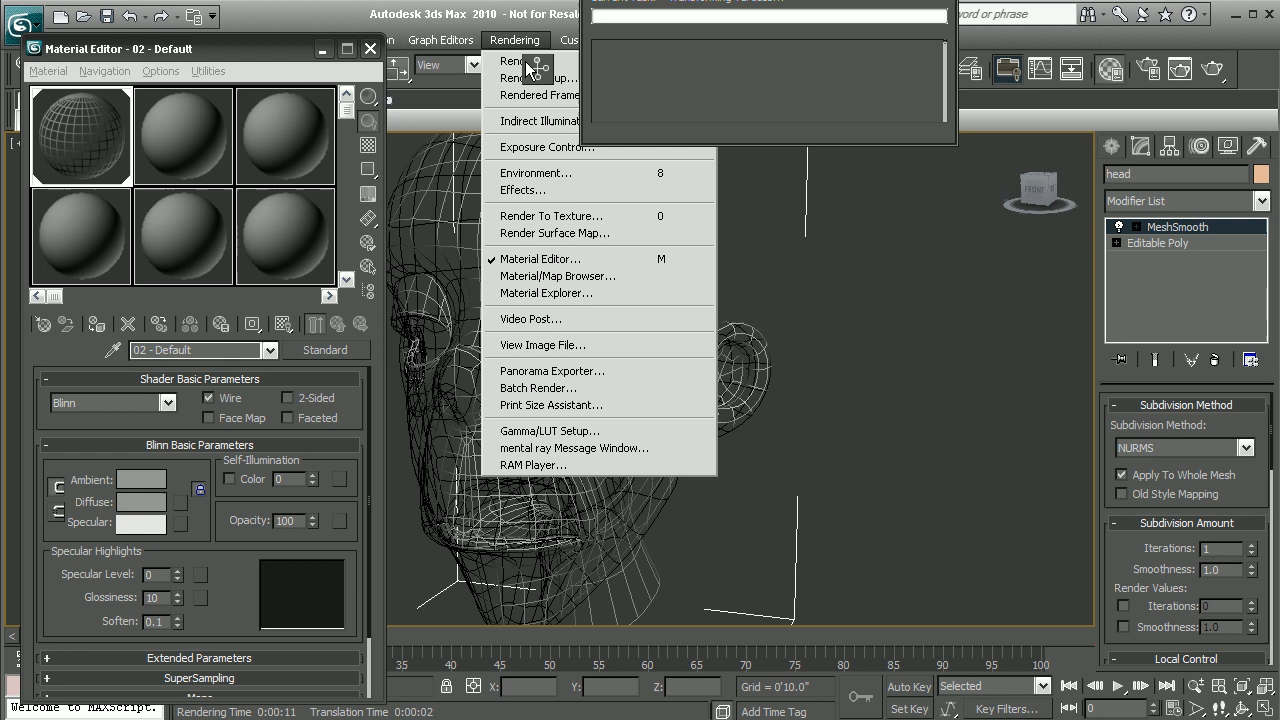 Autodesk 3ds Max 2010 - Not for Resale
word or phrase
Material Editor - 02 - Default
Material Navigation Options Utilities
Graph Editors Rendering
View
Rendered Frame
Indirect Illuminat
Exposure Control...
Environment... 8
Effects...
Render To Texture... 0
Render Surface Map...
Material Editor... M
Material/Map Browser...
Material Explorer...
Video Post...
View Image File...
Panorama Exporter...
Batch Render...
Print Size Assistant...
Gamma/LUT Setup...
mental ray Message Window...
RAM Player...
02 - Default Standard
Shader Basic Parameters
Blinn
Wire 2-Sided
Face Map Faceted
Blinn Basic Parameters
Self-Illumination
Ambient: Color 0
Diffuse:
Specular: Opacity: 100
Specular Highlights
Specular Level: 0
Glossiness: 10
Soften: 0.1
Extended Parameters
SuperSampling
Maps
FRONT
head
Modifier List
MeshSmooth
Editable Poly
Subdivision Method
Subdivision Method:
NURMS
Apply To Whole Mesh
Old Style Mapping
Subdivision Amount
Iterations: 1
Smoothness: 1.0
Render Values:
Iterations: 0
Smoothness: 1.0
Local Control
35 40 45 50 55 60 65 70 75 80 85 90 95 100
X: Y: Z: Grid = 0'10.0" Auto Key Selected
Set Key Key Filters...
Welcome to MAXScript.
Rendering Time 0:00:11 Translation Time 0:00:02 Add Time Tag 0